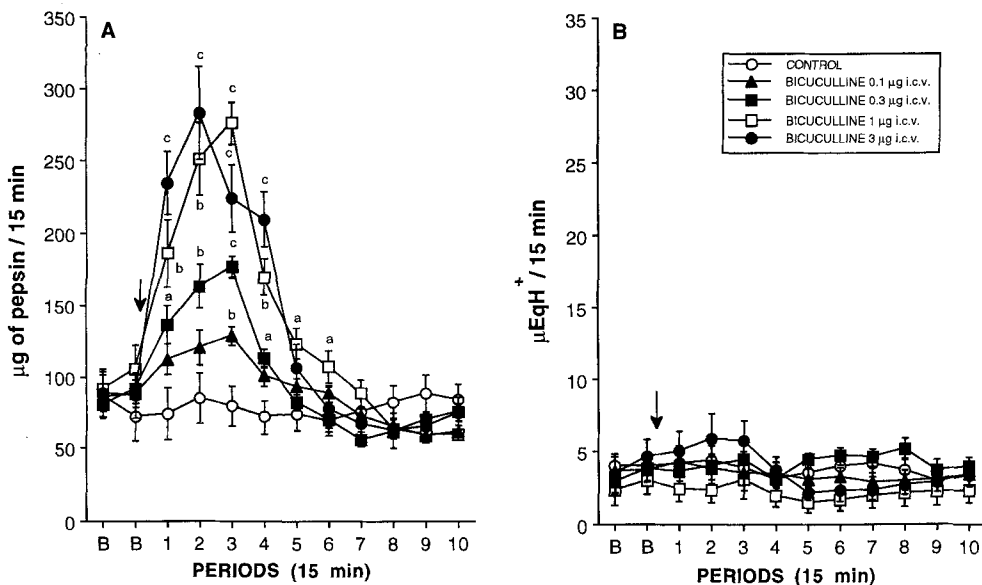 A
350
300
250
200
150
100
50
0
µg of pepsin / 15 min
c
c
c
c
c
b
b
b
c
a
b
b
a
a
a
B B 1 2 3 4 5 6 7 8 9 10
PERIODS (15 min)
B
35
30
25
20
15
10
5
0
µEqH+ / 15 min
CONTROL
BICUCULLINE 0.1 µg i.c.v.
BICUCULLINE 0.3 µg i.c.v.
BICUCULLINE 1 µg i.c.v.
BICUCULLINE 3 µg i.c.v.
B B 1 2 3 4 5 6 7 8 9 10
PERIODS (15 min)